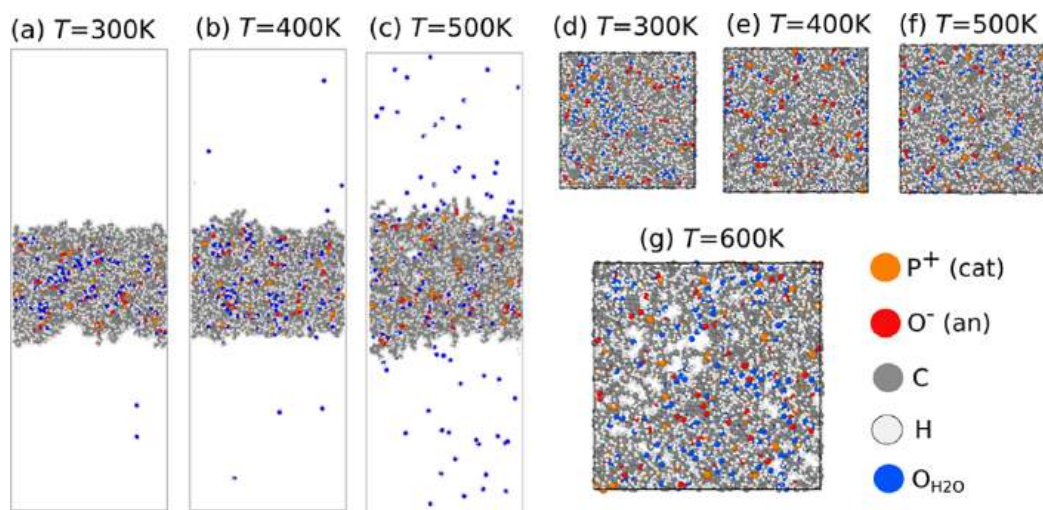 (a) T=300K
(b) T=400K
(c) T=500K
(d) T=300K
(e) T=400K
(f) T=500K
(g) T=600K
P+ (cat)
O- (an)
C
H
OH2O